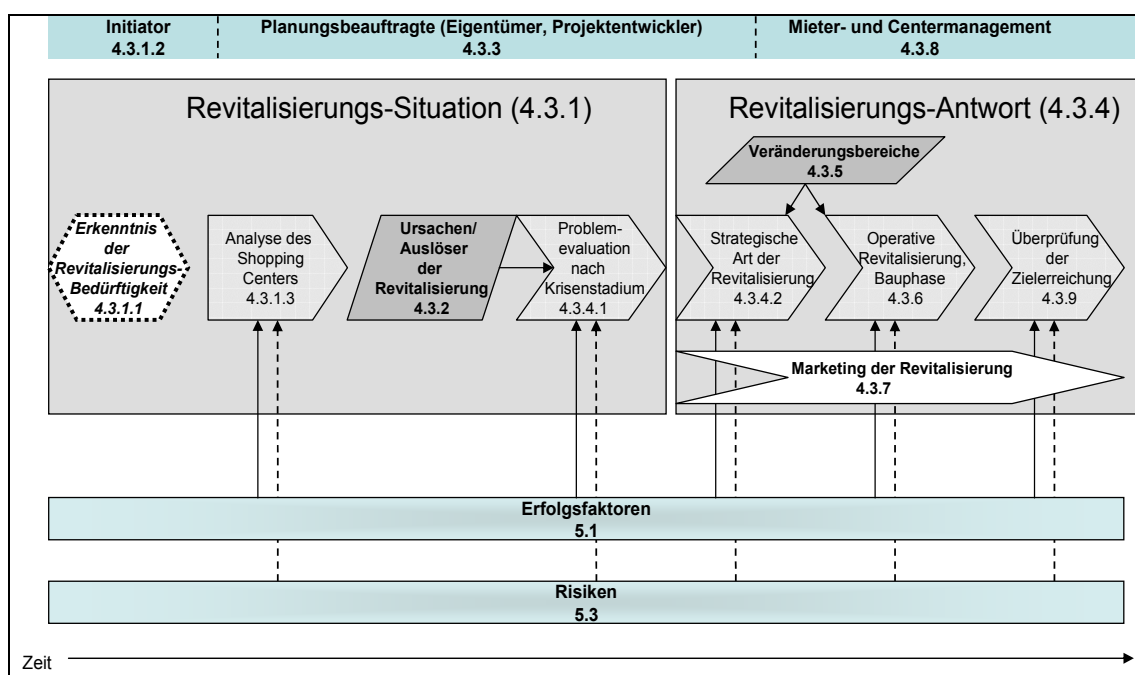 Initiator
4.3.1.2
Planungsbeauftragte (Eigentümer, Projektentwickler)
4.3.3
Mieter- und Centermanagement
4.3.8
Revitalisierungs-Situation (4.3.1)
Revitalisierungs-Antwort (4.3.4)
Veränderungsbereiche
4.3.5
Erkenntnis
der
Revitalisierungs-
Bedürftigkeit
4.3.1.1
Analyse des
Shopping
Centers
4.3.1.3
Ursachen/
Auslöser
der
Revitalisierung
4.3.2
Problem-
evaluation
nach
Krisenstadium
4.3.4.1
Strategische
Art der
Revitalisierung
4.3.4.2
Operative
Revitalisierung,
Bauphase
4.3.6
Überprüfung
der
Zielerreichung
4.3.9
Marketing der Revitalisierung
4.3.7
Erfolgsfaktoren
5.1
Risiken
5.3
Zeit